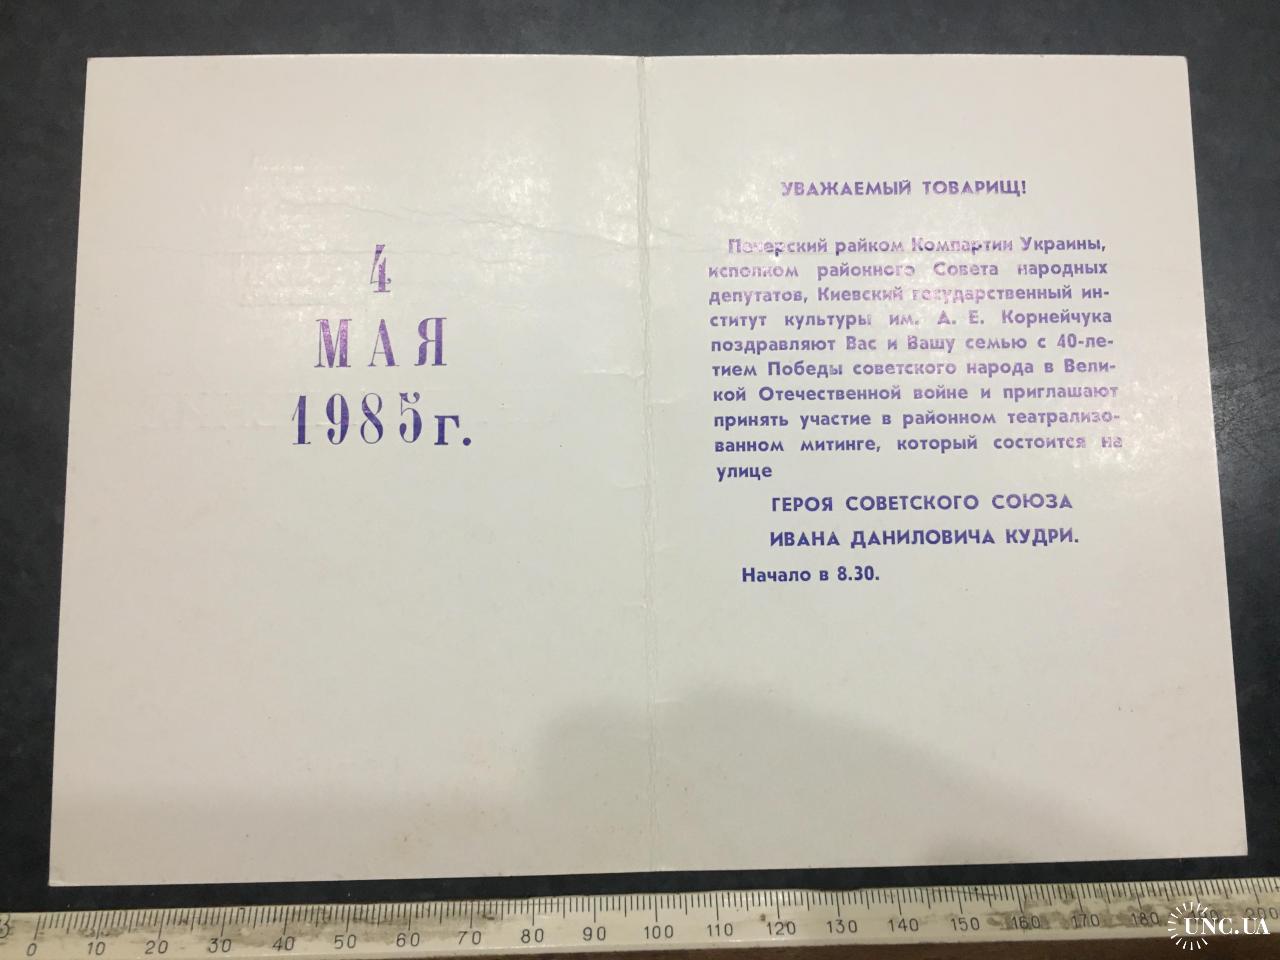 4
МАЯ
1985 г.
УВАЖАЕМЫЙ ТОВАРИЩ!
Печерский райком Компартии Украины,
исполком районного Совета народных
депутатов, Киевский государственный ин-
ститут культуры им. А. Е. Корнейчука
поздравляют Вас и Вашу семью с 40-ле-
тием Победы советского народа в Вели-
кой Отечественной войне и приглашают
принять участие в районном театрализо-
ванном митинге, который состоится на
улице
ГЕРОЯ СОВЕТСКОГО СОЮЗА
ИВАНА ДАНИЛОВИЧА КУДРИ.
Начало в 8.30.
0 10 20 30 40 50 60 70 80 90 100 110 120 130 140 150 160 170 180 190 200
UNC.UA